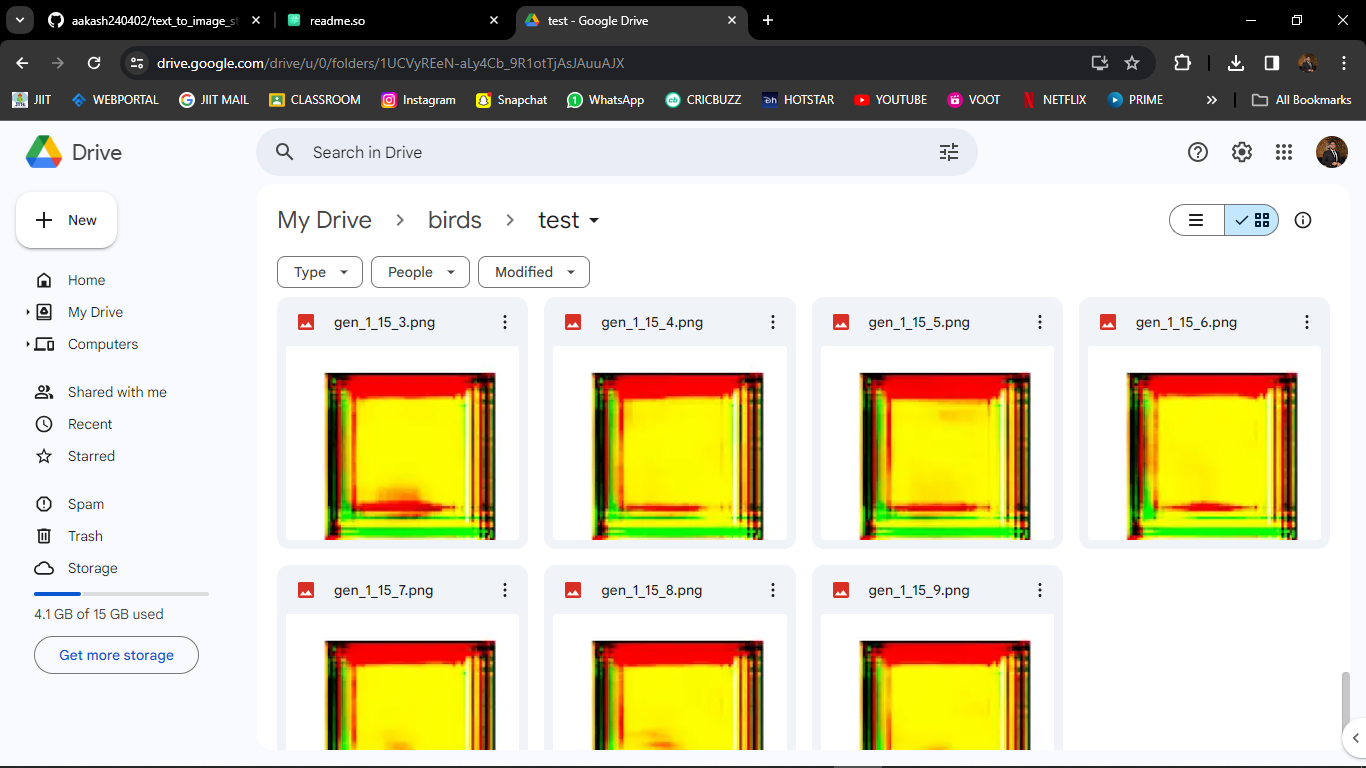 aakash240402/text_to_image_s
readme.so
test - Google Drive
drive.google.com/drive/u/0/folders/1UCVyREeN-aLy4Cb_9R1otTjAsJAuuAJX
JIIT
WEBPORTAL
JIIT MAIL
CLASSROOM
Instagram
Snapchat
WhatsApp
CRICBUZZ
HOTSTAR
YOUTUBE
VOOT
NETFLIX
PRIME
All Bookmarks
Drive
Search in Drive
New
Home
My Drive
Computers
Shared with me
Recent
Starred
Spam
Trash
Storage
4.1 GB of 15 GB used
Get more storage
My Drive > birds > test
Type
People
Modified
gen_1_15_3.png
gen_1_15_4.png
gen_1_15_5.png
gen_1_15_6.png
gen_1_15_7.png
gen_1_15_8.png
gen_1_15_9.png